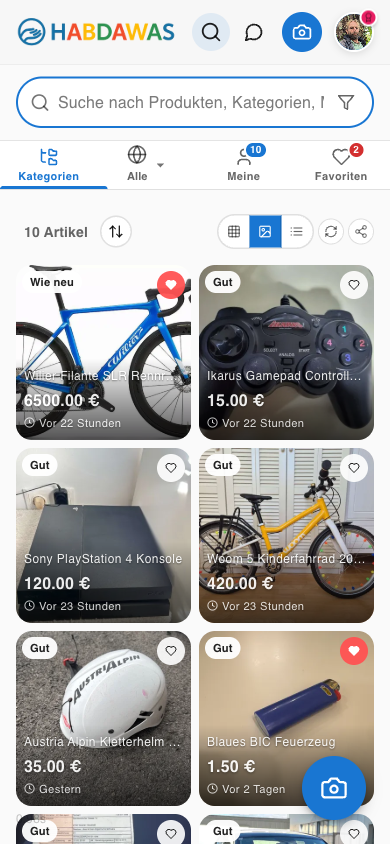 HABDAWAS
Suche nach Produkten, Kategorien,
Kategorien
Alle
10
Meine
2
Favoriten
10 Artikel
Wie neu
Wilier Filante SLR Rennr...
6500.00 €
Vor 22 Stunden
Gut
Ikarus Gamepad Controll...
15.00 €
Vor 22 Stunden
Gut
Sony PlayStation 4 Konsole
120.00 €
Vor 23 Stunden
Gut
Woom 5 Kinderfahrrad 20...
420.00 €
Vor 23 Stunden
Gut
AUSTRIALPIN
Austria Alpin Kletterhelm ...
35.00 €
Gestern
Gut
Blaues BIC Feuerzeug
1.50 €
Vor 2 Tagen
Gut
Gut